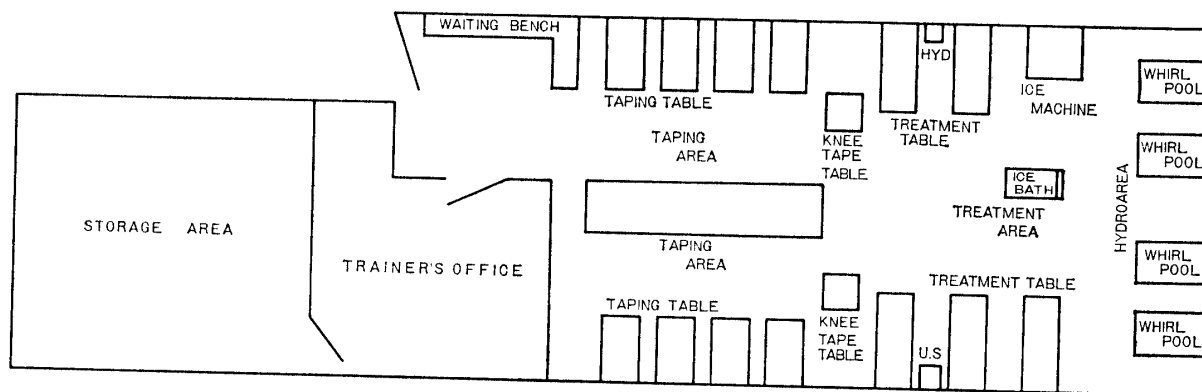 WAITING BENCH
HYD
WHIRL
POOL
ICE
MACHINE
TAPING TABLE
TAPING
AREA
TREATMENT
TABLE
KNEE
TAPE
TABLE
WHIRL
POOL
ICE
BATH
TREATMENT
AREA
HYDROAREA
STORAGE AREA
TRAINER'S OFFICE
TAPING
AREA
WHIRL
POOL
TAPING TABLE
KNEE
TAPE
TABLE
TREATMENT TABLE
U.S
WHIRL
POOL